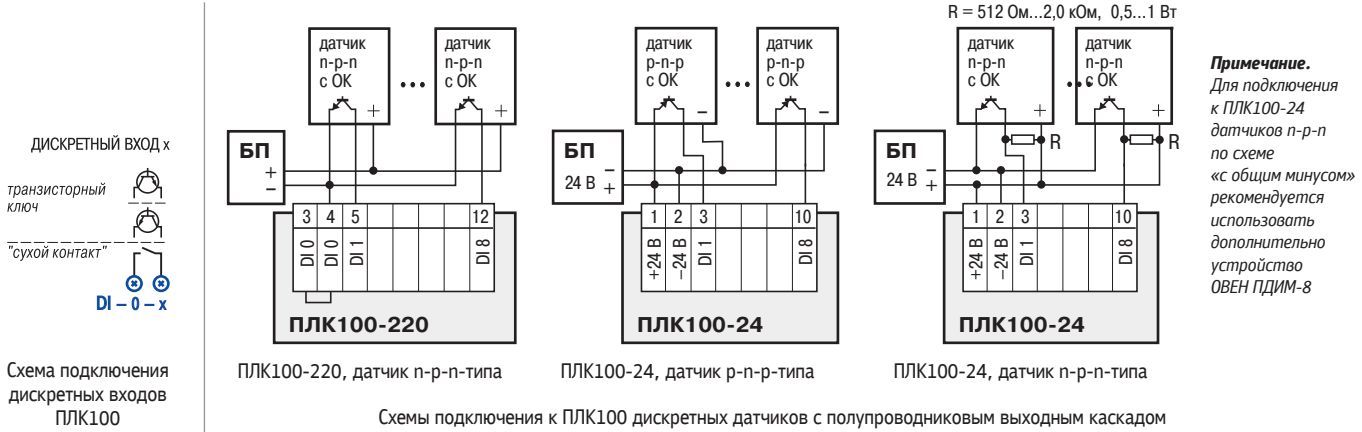 ДИСКРЕТНЫЙ ВХОД x
транзисторный
ключ
"сухой контакт"
DI – 0 – x
Схема подключения
дискретных входов
ПЛК100
датчик
n-p-n
с ОК
+
...
датчик
n-p-n
с ОК
+
БП
+
–
3 4 5 12
DI 0
DI 0
DI 1
DI 8
ПЛК100-220
ПЛК100-220, датчик n-p-n-типа
датчик
p-n-p
с ОК
–
...
датчик
p-n-p
с ОК
–
БП
–
24 В +
1 2 3 10
+24 В
–24 В
DI 1
DI 8
ПЛК100-24
ПЛК100-24, датчик p-n-p-типа
R = 512 Ом...2,0 кОм, 0,5...1 Вт
датчик
n-p-n
с ОК
+
R
...
датчик
n-p-n
с ОК
+
R
БП
–
24 В +
1 2 3 10
+24 В
–24 В
DI 1
DI 8
ПЛК100-24
ПЛК100-24, датчик n-p-n-типа
Схемы подключения к ПЛК100 дискретных датчиков с полупроводниковым выходным каскадом
Примечание.
Для подключения
к ПЛК100-24
датчиков n-p-n
по схеме
«с общим минусом»
рекомендуется
использовать
дополнительно
устройство
ОВЕН ПДИМ-8